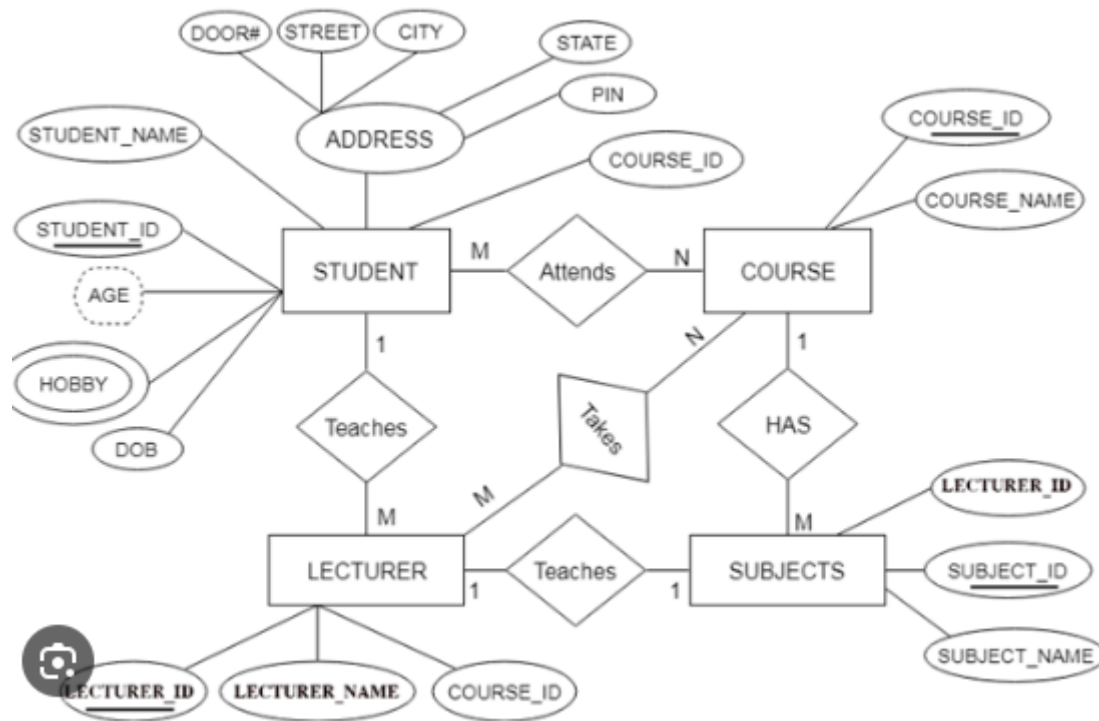 DOOR#
STREET
CITY
STATE
PIN
ADDRESS
STUDENT_NAME
COURSE_ID
COURSE_ID
COURSE_NAME
STUDENT_ID
AGE
HOBBY
DOB
STUDENT
M
Attends
N
COURSE
1
N
1
Teaches
Takes
HAS
M
M
M
LECTURER_ID
LECTURER
1
Teaches
1
SUBJECTS
SUBJECT_ID
SUBJECT_NAME
LECTURER_ID
LECTURER_NAME
COURSE_ID